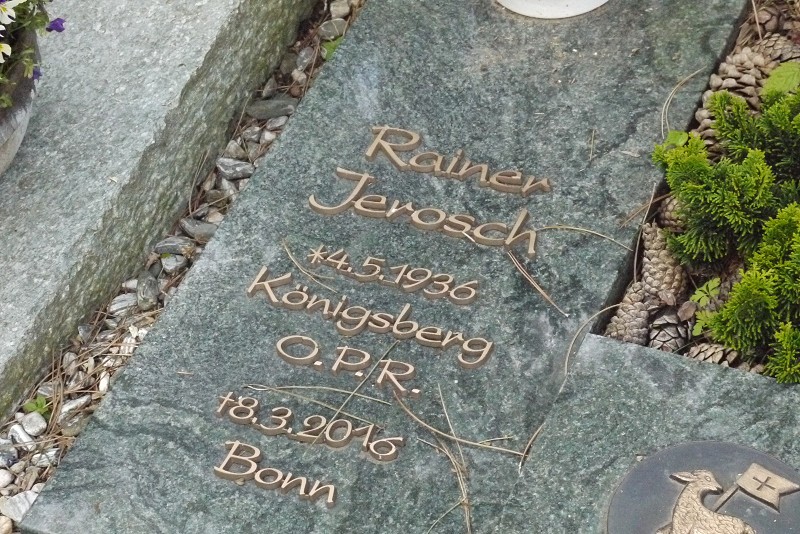 Rainer
Jerosch
*4.5.1936
Königsberg
O.P.R.
†8.3.2016
Bonn